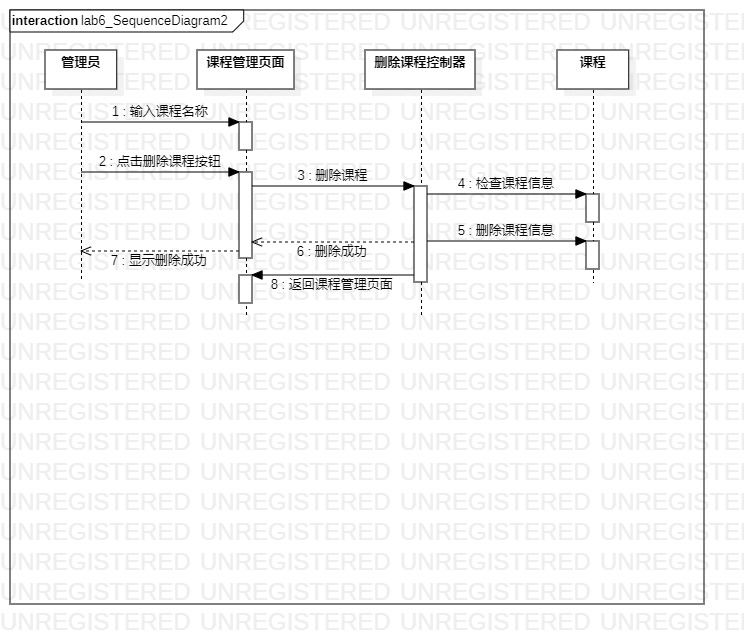 interaction lab6_SequenceDiagram2
管理员
课程管理页面
删除课程控制器
课程
1 : 输入课程名称
2 : 点击删除课程按钮
3 : 删除课程
4 : 检查课程信息
5 : 删除课程信息
6 : 删除成功
7 : 显示删除成功
8 : 返回课程管理页面
UNREGISTERED UNREGISTERED UNREGISTERED UNREGISTERED